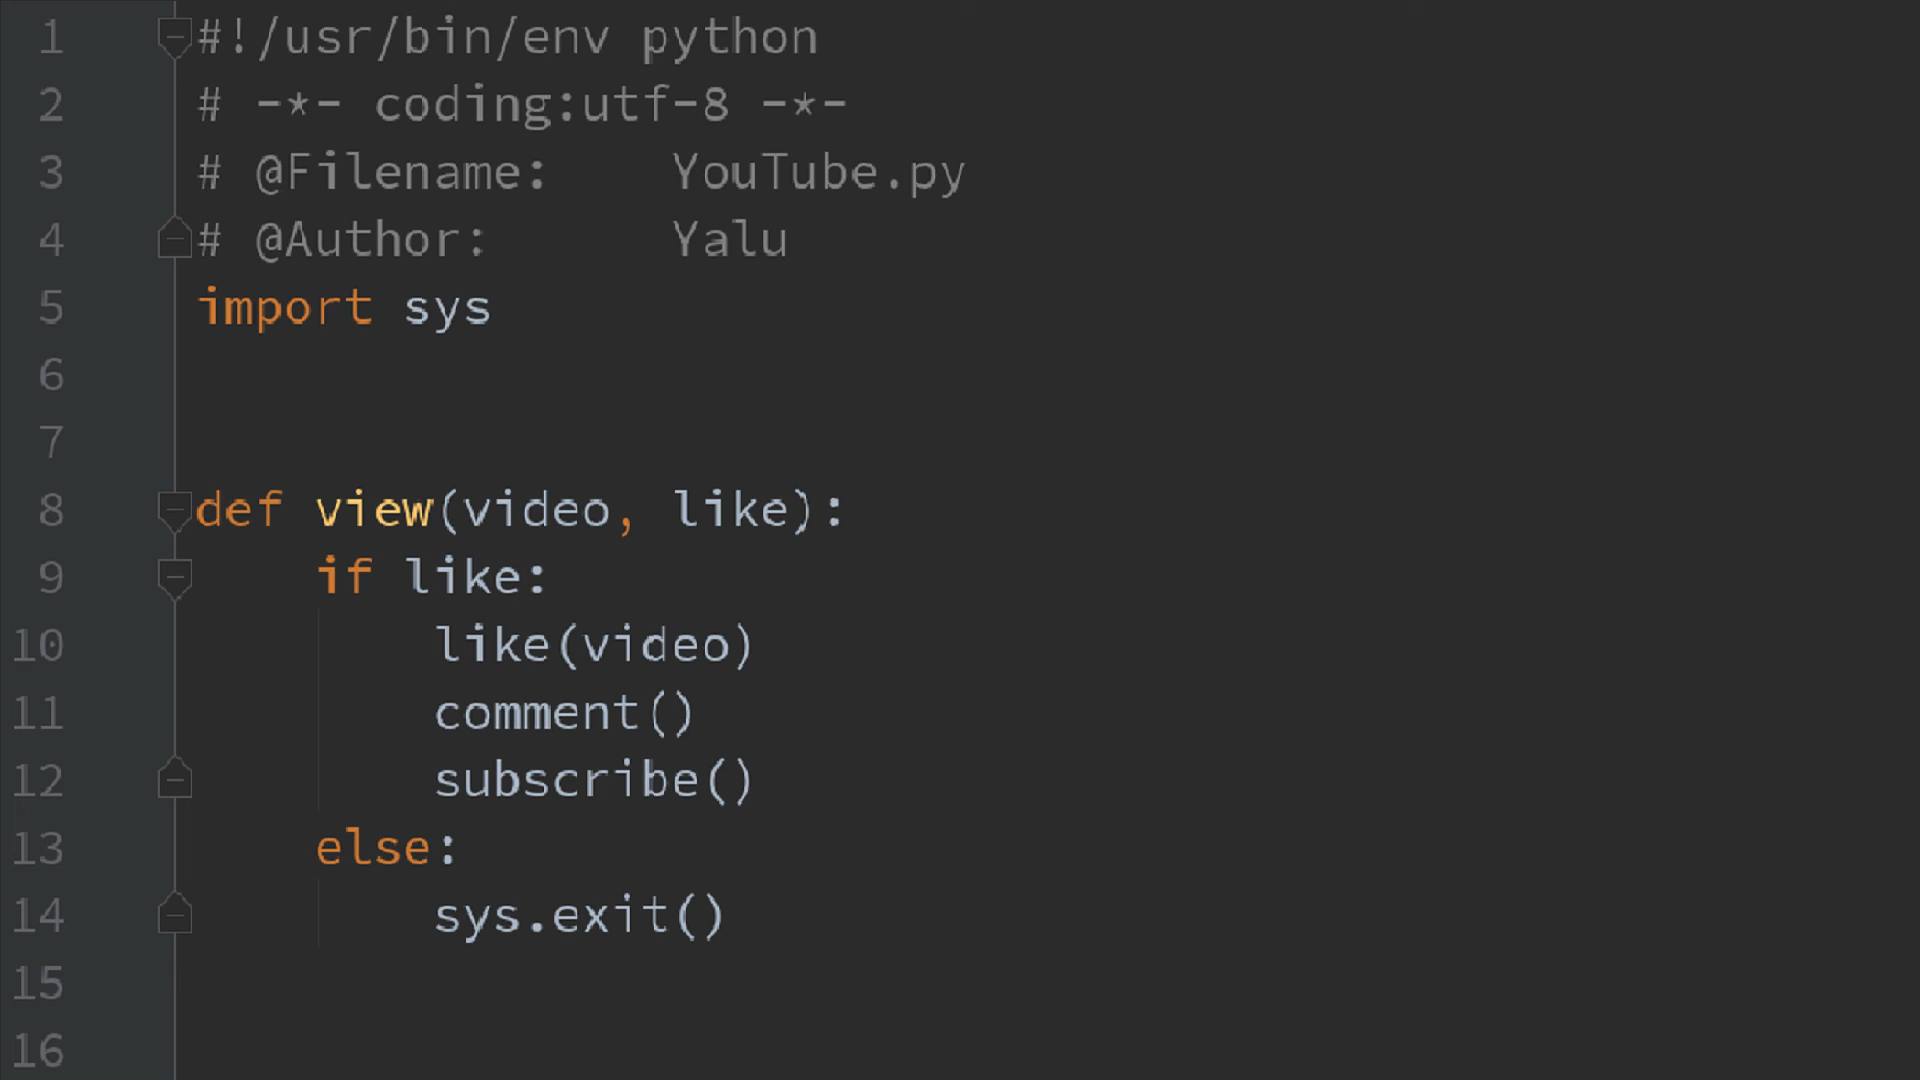 1 #!/usr/bin/env python
2 # -*- coding:utf-8 -*-
3 # @Filename:    YouTube.py
4 # @Author:      Yalu
5 import sys
6
7
8 def view(video, like):
9     if like:
10         like(video)
11         comment()
12         subscribe()
13     else:
14         sys.exit()
15
16